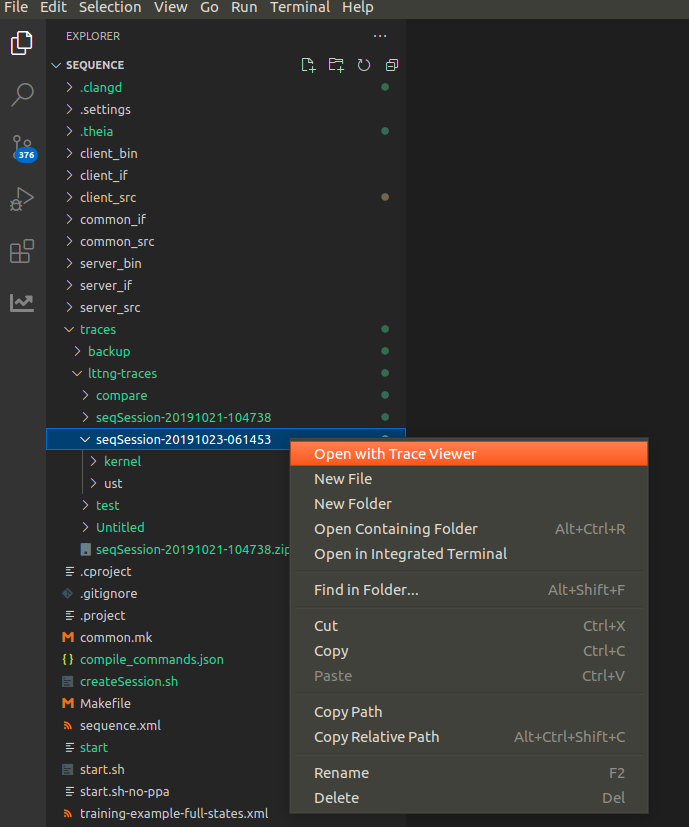 File Edit Selection View Go Run Terminal Help
EXPLORER
SEQUENCE
.clangd
.settings
.theia
client_bin
376
client_if
client_src
common_if
common_src
server_bin
server_if
server_src
traces
backup
lttng-traces
compare
seqSession-20191021-104738
seqSession-20191023-061453
kernel
ust
test
Untitled
seqSession-20191021-104738.zip
.cproject
.gitignore
.project
common.mk
compile_commands.json
createSession.sh
Makefile
sequence.xml
start
start.sh
start.sh-no-ppa
training-example-full-states.xml
Open with Trace Viewer
New File
New Folder
Open Containing Folder Alt+Ctrl+R
Open in Integrated Terminal
Find in Folder... Alt+Shift+F
Cut Ctrl+X
Copy Ctrl+C
Paste Ctrl+V
Copy Path
Copy Relative Path Alt+Ctrl+Shift+C
Rename F2
Delete Del